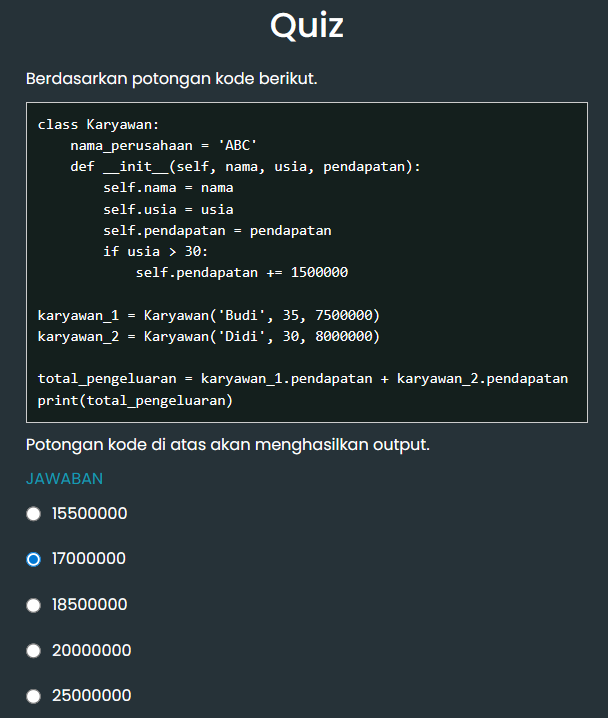 Quiz
Berdasarkan potongan kode berikut.
class Karyawan:
    nama_perusahaan = 'ABC'
    def __init__(self, nama, usia, pendapatan):
        self.nama = nama
        self.usia = usia
        self.pendapatan = pendapatan
        if usia > 30:
            self.pendapatan += 1500000
karyawan_1 = Karyawan('Budi', 35, 7500000)
karyawan_2 = Karyawan('Didi', 30, 8000000)
total_pengeluaran = karyawan_1.pendapatan + karyawan_2.pendapatan
print(total_pengeluaran)
Potongan kode di atas akan menghasilkan output.
JAWABAN
15500000
17000000
18500000
20000000
25000000